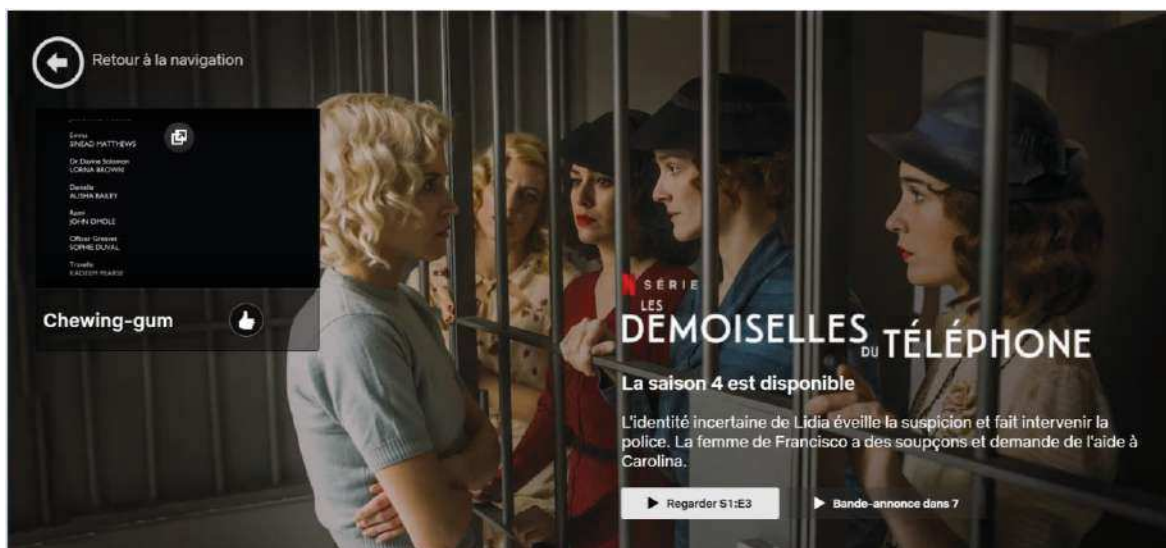 Retour à la navigation
Emma
SINEAD MATTHEWS
Dr. Davina Solomon
LORNA BROWN
Danielle
ALISHA BAILEY
JOHN OMOLE
Officer Greaves
SOPHIE DUVAL
Chewing-gum
N SÉRIE
LES
DEMOISELLES DU TÉLÉPHONE
La saison 4 est disponible
L'identité incertaine de Lidia éveille la suspicion et fait intervenir la
police. La femme de Francisco a des soupçons et demande de l'aide à
Carolina.
Regarder S1:E3
Bande-annonce dans 7